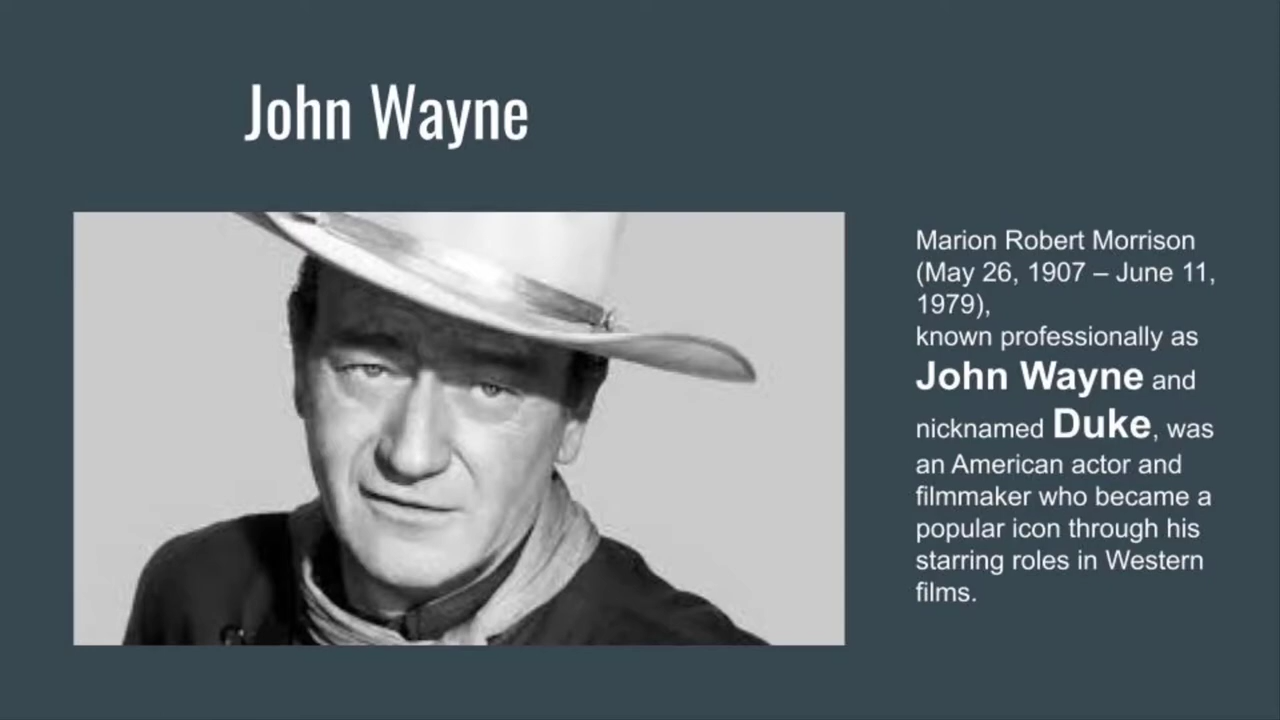 John Wayne
Marion Robert Morrison
(May 26, 1907 – June 11,
1979),
known professionally as
John Wayne and
nicknamed Duke, was
an American actor and
filmmaker who became a
popular icon through his
starring roles in Western
films.